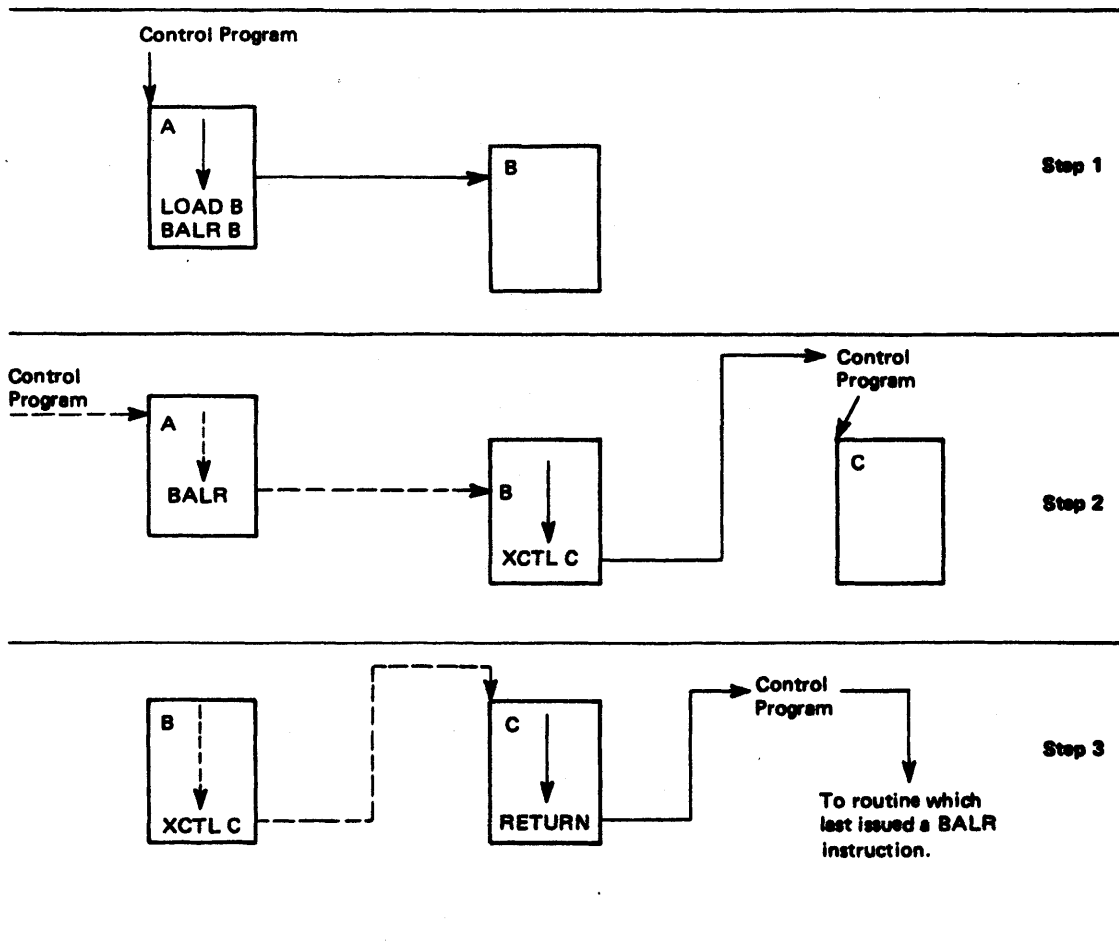 Control Program
A
LOAD B
BALR B
B
Step 1
Control
Program
A
BALR
B
XCTL C
Control
Program
C
Step 2
B
XCTL C
C
RETURN
Control
Program
To routine which
last issued a BALR
instruction.
Step 3